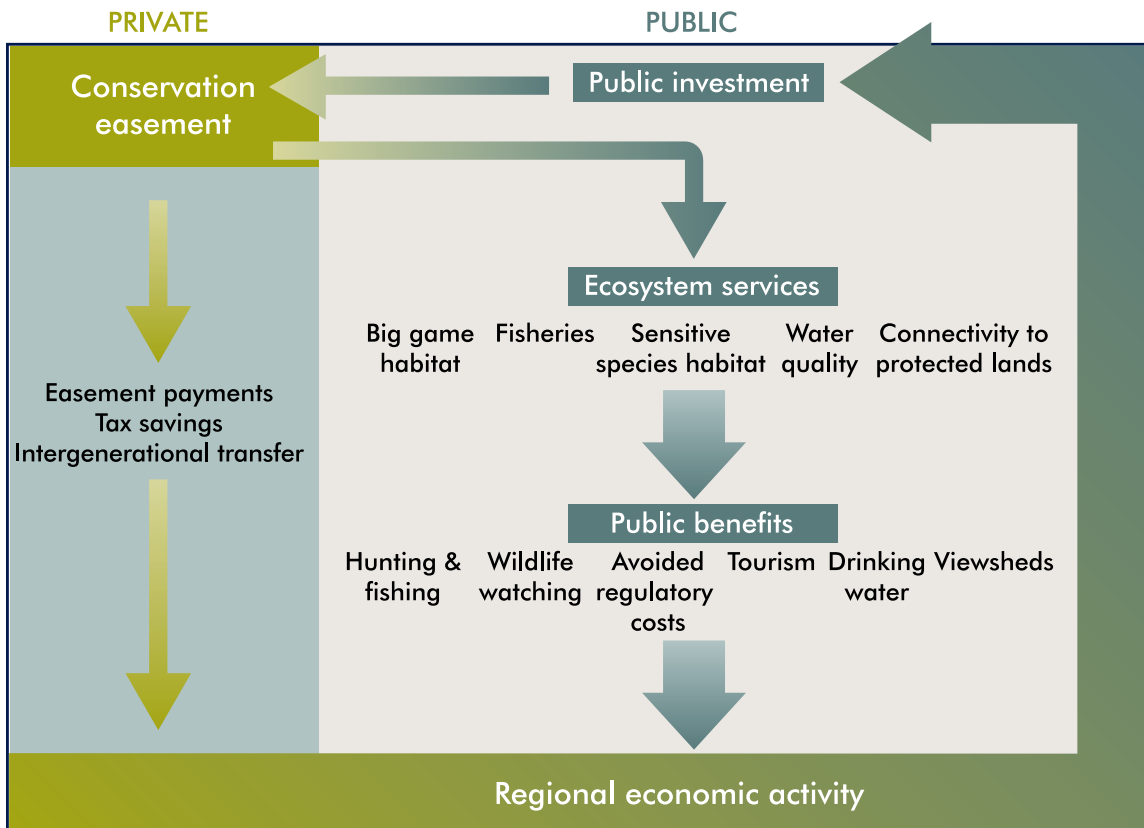 PRIVATE
PUBLIC
Conservation
easement
Public investment
Ecosystem services
Big game
habitat
Fisheries
Sensitive
species habitat
Water
quality
Connectivity to
protected lands
Easement payments
Tax savings
Intergenerational transfer
Public benefits
Hunting &
fishing
Wildlife
watching
Avoided
regulatory
costs
Tourism
Drinking
water
Viewsheds
Regional economic activity